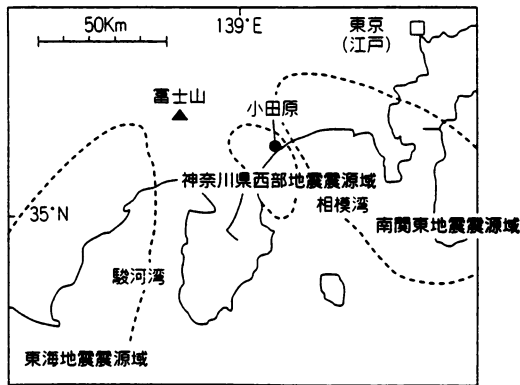 50Km
139°E
東京
(江戸)
富士山
小田原
神奈川県西部地震震源域
相模湾
35°N
南関東地震震源域
駿河湾
東海地震震源域